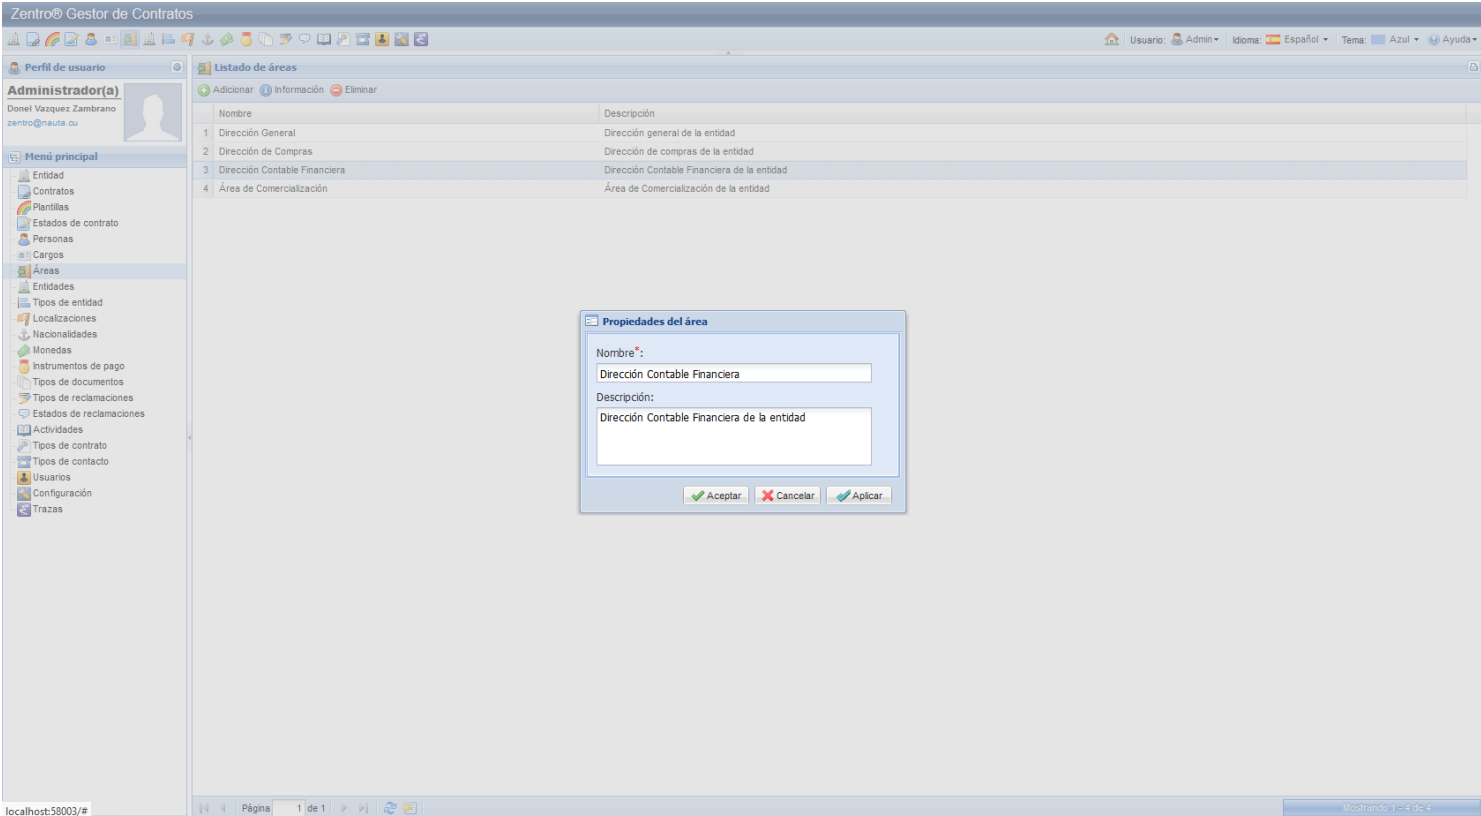 Zentro® Gestor de Contratos
Usuario: Admin Idioma: Español Tema: Azul Ayuda
Perfil de usuario
Administrador(a)
Donel Vazquez Zambrano
zentro@nauta.cu
Menú principal
Entidad
Contratos
Plantillas
Estados de contrato
Personas
Cargos
Áreas
Entidades
Tipos de entidad
Localizaciones
Nacionalidades
Monedas
Instrumentos de pago
Tipos de documentos
Tipos de reclamaciones
Estados de reclamaciones
Actividades
Tipos de contrato
Tipos de contacto
Usuarios
Configuración
Trazas
Listado de áreas
Adicionar Información Eliminar
Nombre Descripción
1 Dirección General Dirección general de la entidad
2 Dirección de Compras Dirección de compras de la entidad
3 Dirección Contable Financiera Dirección Contable Financiera de la entidad
4 Área de Comercialización Área de Comercialización de la entidad
Propiedades del área
Nombre*:
Dirección Contable Financiera
Descripción:
Dirección Contable Financiera de la entidad
Aceptar Cancelar Aplicar
Página 1 de 1
Mostrando 1 - 4 de 4
localhost:58003/#